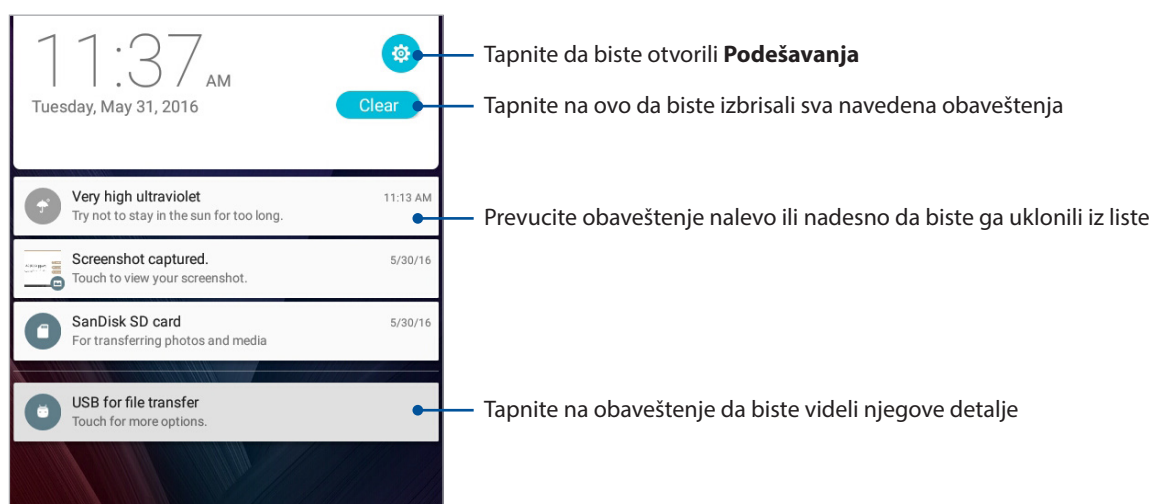 11:37 AM
Tuesday, May 31, 2016
Clear
Tapnite da biste otvorili Podešavanja
Tapnite na ovo da biste izbrisali sva navedena obaveštenja
Very high ultraviolet 11:13 AM
Try not to stay in the sun for too long.
Prevucite obaveštenje nalevo ili nadesno da biste ga uklonili iz liste
Screenshot captured. 5/30/16
Touch to view your screenshot.
SanDisk SD card 5/30/16
For transferring photos and media
USB for file transfer
Touch for more options.
Tapnite na obaveštenje da biste videli njegove detalje